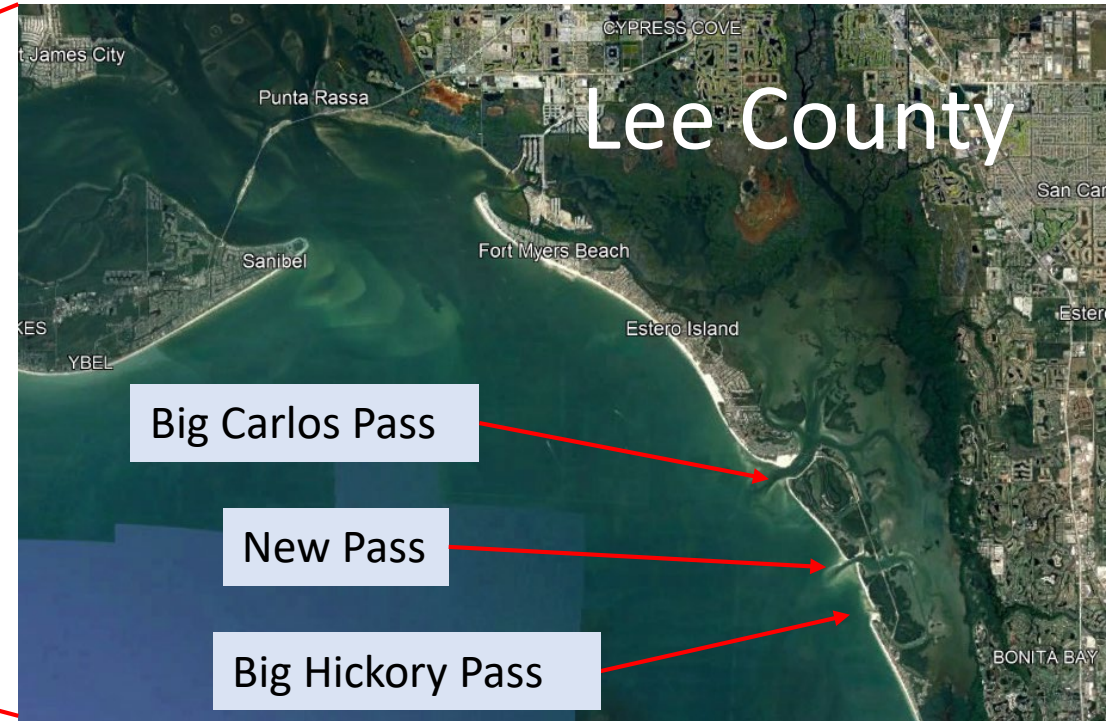 CYPRESS COVE
t James City
Punta Rassa
Lee County
San Car
Sanibel
Fort Myers Beach
Estero
Estero Island
KES
YBEL
Big Carlos Pass
New Pass
BONITA BAY
Big Hickory Pass